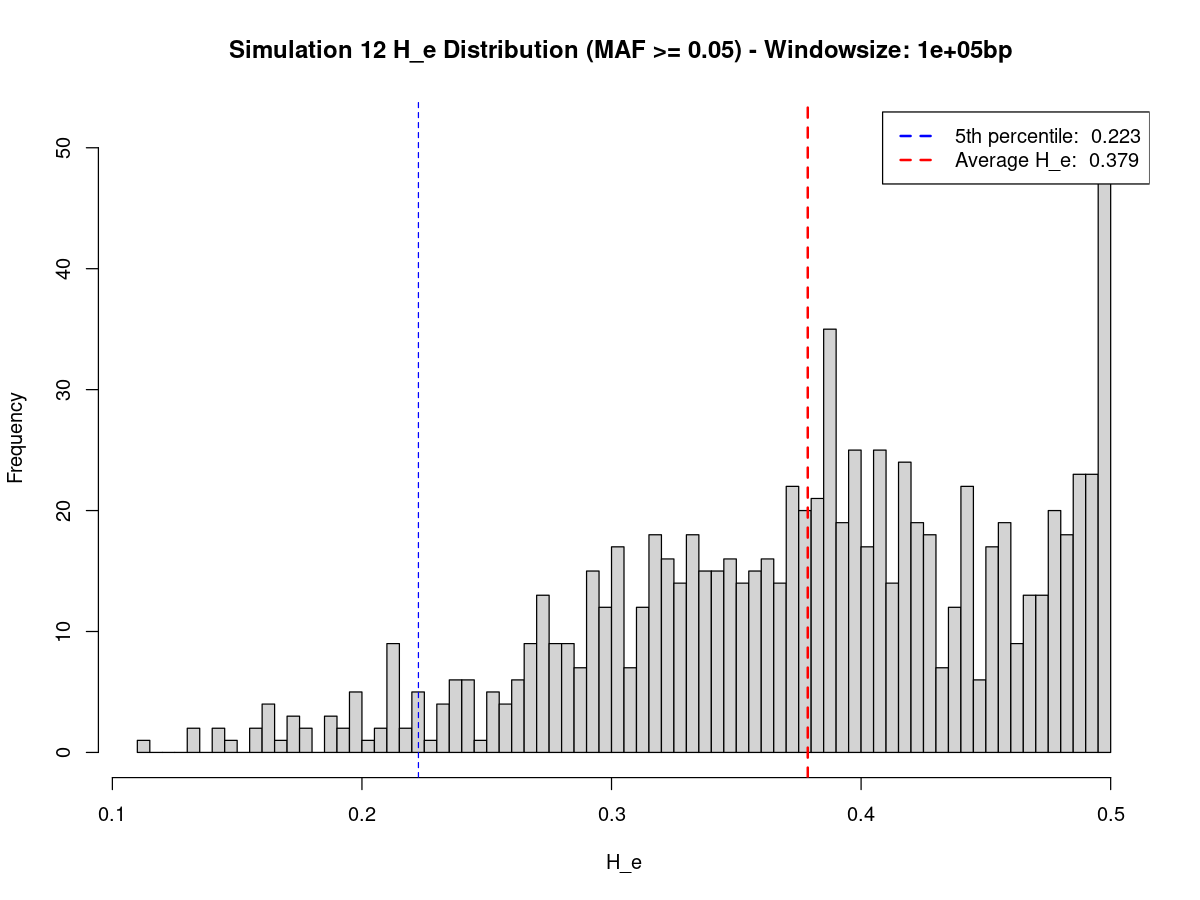 Simulation 12 H_e Distribution (MAF >= 0.05) - Windowsize: 1e+05bp
5th percentile: 0.223
Average H_e: 0.379
Frequency
50
40
30
20
10
0
0.1 0.2 0.3 0.4 0.5
H_e